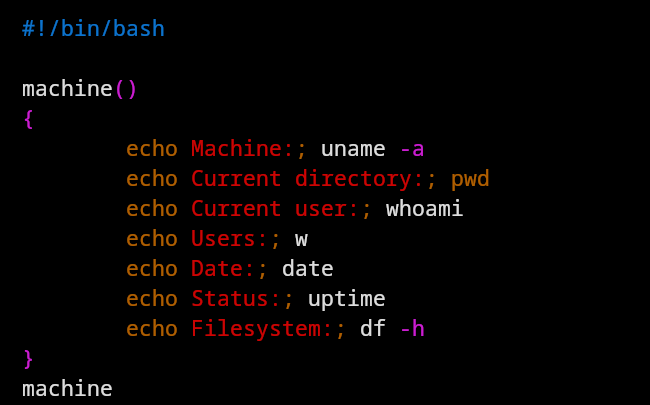 #!/bin/bash

machine()
{
        echo Machine:; uname -a
        echo Current directory:; pwd
        echo Current user:; whoami
        echo Users:; w
        echo Date:; date
        echo Status:; uptime
        echo Filesystem:; df -h
}
machine